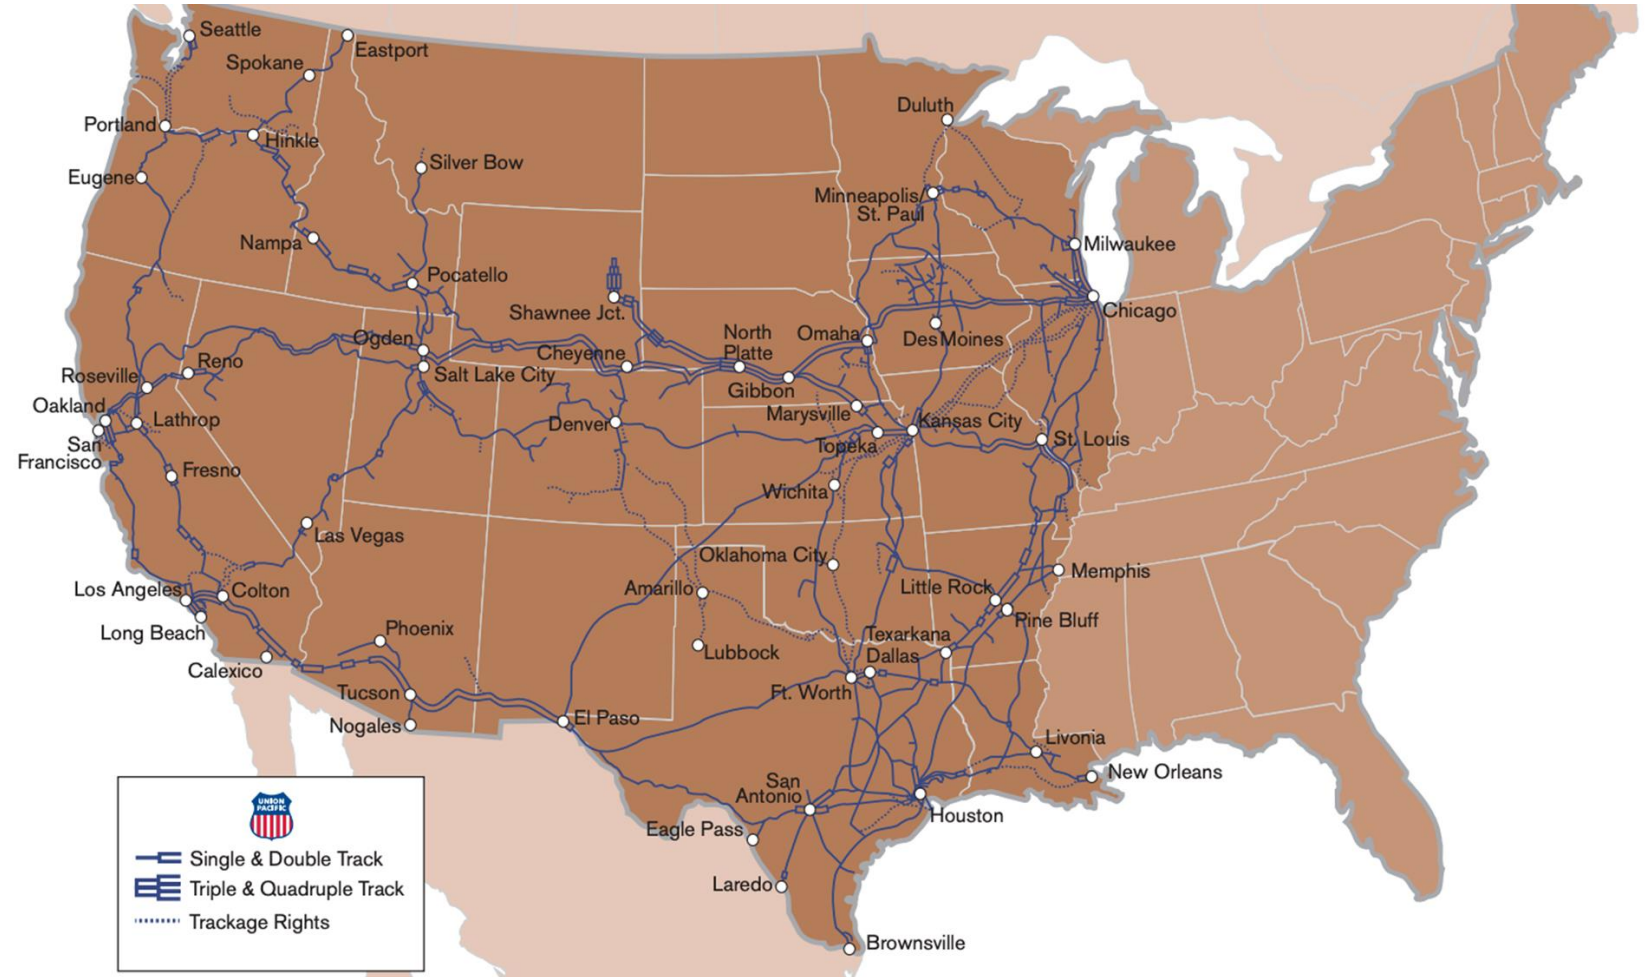 Seattle
Eastport
Spokane
Duluth
Portland
Hinkle
Silver Bow
Eugene
Minneapolis/
St. Paul
Nampa
Milwaukee
Pocatello
Shawnee Jct.
Chicago
Ogden
North
Platte
Omaha
Des Moines
Cheyenne
Reno
Roseville
Salt Lake City
Gibbon
Oakland
Lathrop
Marysville
Denver
Kansas City
San
Francisco
Topeka
St. Louis
Fresno
Wichita
Las Vegas
Oklahoma City
Memphis
Los Angeles
Colton
Amarillo
Little Rock
Long Beach
Pine Bluff
Phoenix
Texarkana
Lubbock
Dallas
Calexico
Tucson
Ft. Worth
Nogales
El Paso
Livonia
New Orleans
San
Antonio
Houston
Eagle Pass
Laredo
Brownsville
UNION
PACIFIC
Single & Double Track
Triple & Quadruple Track
Trackage Rights